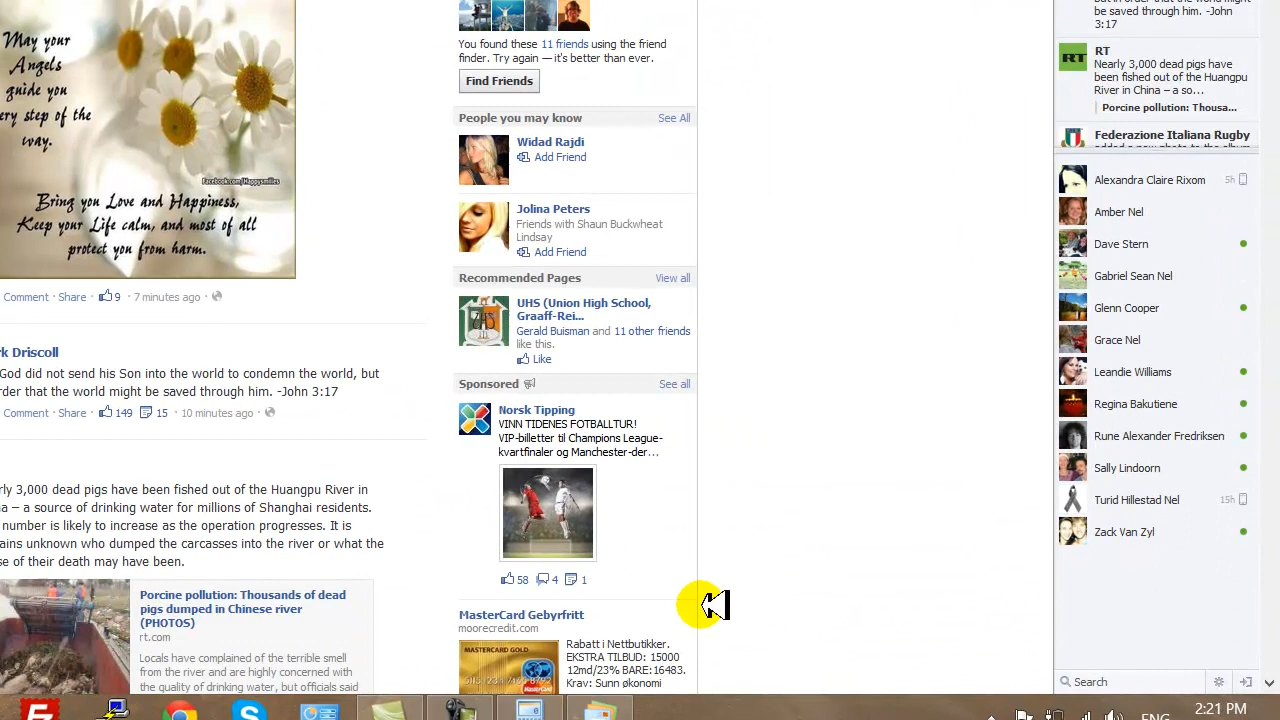 May your
Angels
guide you
ery step of the
way.
Facebook.com/Happysmilies
Bring you Love and Happiness,
Keep your Life calm, and most of all
protect you from harm.
Comment · Share · 9 · 7 minutes ago ·
rk Driscoll
God did not send his Son into the world to condemn the world, but
rder that the world might be saved through him. -John 3:17
Comment · Share · 149 15 · 10 minutes ago ·
rly 3,000 dead pigs have been fished out of the Huangpu River in
na – a source of drinking water for millions of Shanghai residents.
number is likely to increase as the operation progresses. It is
ains unknown who dumped the carcasses into the river or what the
se of their death may have been.
Porcine pollution: Thousands of dead
pigs dumped in Chinese river
(PHOTOS)
rt.com
Locals have complained of the terrible smell
from the river and are highly concerned with
the quality of drinking water, but officials said
You found these 11 friends using the friend
finder. Try again — it's better than ever.
Find Friends
People you may know See All
Widad Rajdi
Add Friend
Jolina Peters
Friends with Shaun Buckwheat
Lindsay
Add Friend
Recommended Pages View all
UHS (Union High School,
Graaff-Rei...
Gerald Buisman and 11 other friends
like this.
Like
Sponsored See all
Norsk Tipping
VINN TIDENES FOTBALLTUR!
VIP-billetter til Champions League-
kvartfinaler og Manchester-der...
58 4 1
MasterCard Gebyrfritt
moorecredit.com
MASTERCARD GOLD
MasterCard
Rabatt i Nettbutikker.
EKSTRA TILBUD: 15000
12md/23% BARE:16483.
Krav: Sunn økonomi
be saved through him. -John
3:17
RT
RT
Nearly 3,000 dead pigs have
been fished out of the Huangpu
River in China – a so...
Porcine pollution: Thousa...
Federazione Italiana Rugby
Alexandra Claire 5h
Amber Nel
Dave Stern
Gabriel Sean Nel
Glenn Cooper
Grace Nel
Leandie Williams
Regina Bakutiene
Rune Alexander Fredriksen
Sally Lindoorn
Turid Hillestad Nel 15h
Zack Van Zyl
Search
2:21 PM